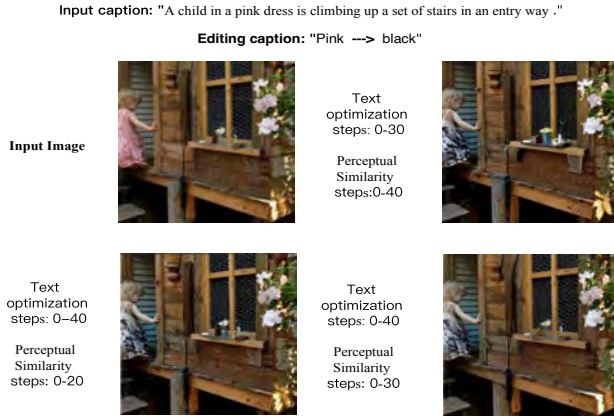 Input caption: "A child in a pink dress is climbing up a set of stairs in an entry way ."
Editing caption: "Pink ---> black"
Input Image
Text
optimization
steps: 0-30
Perceptual
Similarity
steps:0-40
Text
optimization
steps: 0–40
Perceptual
Similarity
steps: 0-20
Text
optimization
steps: 0-40
Perceptual
Similarity
steps: 0-30